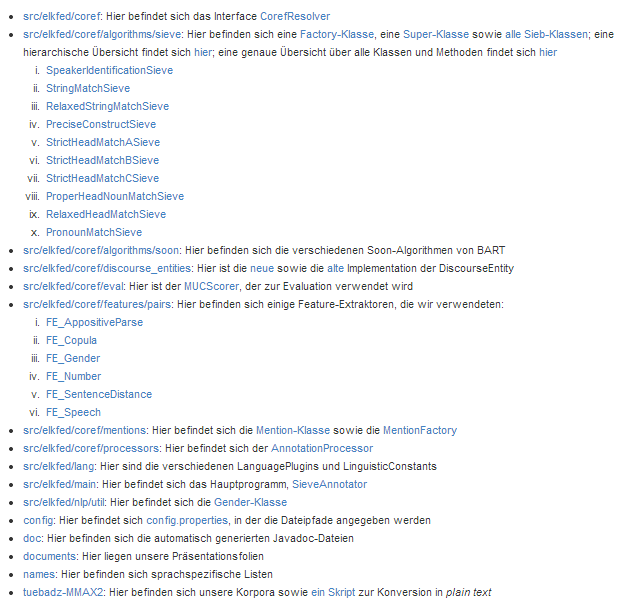 • src/elkfed/coref: Hier befindet sich das Interface CorefResolver
• src/elkfed/coref/algorithms/sieve: Hier befinden sich eine Factory-Klasse, eine Super-Klasse sowie alle Sieb-Klassen; eine
hierarchische Übersicht findet sich hier; eine genaue Übersicht über alle Klassen und Methoden findet sich hier
i. SpeakerIdentificationSieve
ii. StringMatchSieve
iii. RelaxedStringMatchSieve
iv. PreciseConstructSieve
v. StrictHeadMatchASieve
vi. StrictHeadMatchBSieve
vii. StrictHeadMatchCSieve
viii. ProperHeadNounMatchSieve
ix. RelaxedHeadMatchSieve
x. PronounMatchSieve
• src/elkfed/coref/algorithms/soon: Hier befinden sich die verschiedenen Soon-Algorithmen von BART
• src/elkfed/coref/discourse_entities: Hier ist die neue sowie die alte Implementation der DiscourseEntity
• src/elkfed/coref/eval: Hier ist der MUCScorer, der zur Evaluation verwendet wird
• src/elkfed/coref/features/pairs: Hier befinden sich einige Feature-Extraktoren, die wir verwendeten:
i. FE_AppositiveParse
ii. FE_Copula
iii. FE_Gender
iv. FE_Number
v. FE_SentenceDistance
vi. FE_Speech
• src/elkfed/coref/mentions: Hier befindet sich die Mention-Klasse sowie die MentionFactory
• src/elkfed/coref/processors: Hier befindet sich der AnnotationProcessor
• src/elkfed/lang: Hier sind die verschiedenen LanguagePlugins und LinguisticConstants
• src/elkfed/main: Hier befindet sich das Hauptprogramm, SieveAnnotator
• src/elkfed/nlp/util: Hier befindet sich die Gender-Klasse
• config: Hier befindet sich config.properties, in der die Dateipfade angegeben werden
• doc: Hier befinden sich die automatisch generierten Javadoc-Dateien
• documents: Hier liegen unsere Präsentationsfolien
• names: Hier befinden sich sprachspezifische Listen
• tuebadz-MMAX2: Hier befinden sich unsere Korpora sowie ein Skript zur Konversion in plain text